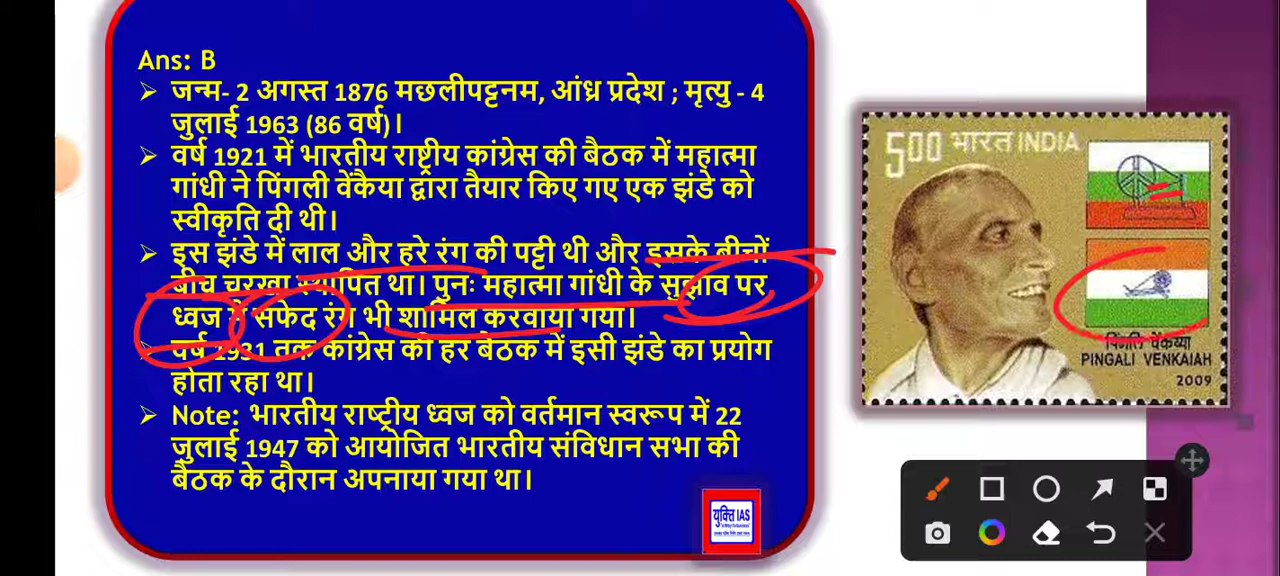 Ans: B
➢ जन्म- 2 अगस्त 1876 मछलीपट्टनम, आंध्र प्रदेश ; मृत्यु - 4
जुलाई 1963 (86 वर्ष)।
➢ वर्ष 1921 में भारतीय राष्ट्रीय कांग्रेस की बैठक में महात्मा
गांधी ने पिंगली वेंकैया द्वारा तैयार किए गए एक झंडे को
स्वीकृति दी थी।
➢ इस झंडे में लाल और हरे रंग की पट्टी थी और इसके बीचों
बीच चरखा स्थापित था। पुनः महात्मा गांधी के सुझाव पर
ध्वज में सफेद रंग भी शामिल करवाया गया।
➢ वर्ष 1931 तक कांग्रेस की हर बैठक में इसी झंडे का प्रयोग
होता रहा था।
➢ Note: भारतीय राष्ट्रीय ध्वज को वर्तमान स्वरूप में 22
जुलाई 1947 को आयोजित भारतीय संविधान सभा की
बैठक के दौरान अपनाया गया था।
युक्ति IAS
5.00 भारत INDIA
पिंगलि वेंकैय्या
PINGALI VENKAIAH
2009